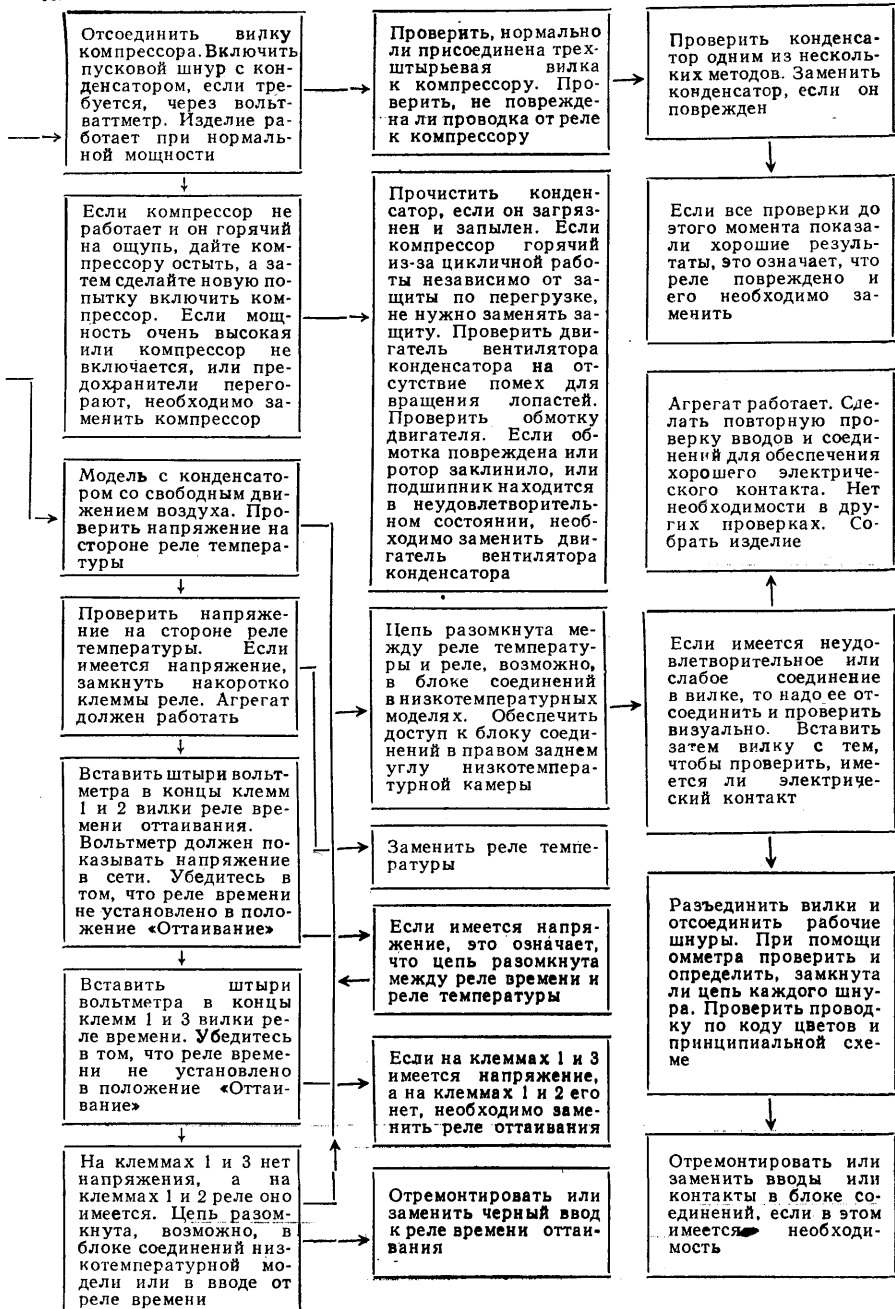 Отсоединить вилку
компрессора. Включить
пусковой шнур с кон-
денсатором, если тре-
буется, через вольт-
ваттметр. Изделие ра-
ботает при нормаль-
ной мощности
Если компрессор не
работает и он горячий
на ощупь, дайте ком-
прессору остыть, а за-
тем сделайте новую по-
пытку включить ком-
прессор. Если мощ-
ность очень высокая
или компрессор не
включается, или пре-
дохранители перего-
рают, необходимо за-
менить компрессор
Модель с конденсато-
ром со свободным дви-
жением воздуха. Про-
верить напряжение на
стороне реле темпера-
туры
Проверить напряже-
ние на стороне реле
температуры. Если
имеется напряжение,
замкнуть накоротко
клеммы реле. Агрегат
должен работать
Вставить штыри вольт-
метра в концы клемм
1 и 2 вилки реле вре-
мени оттаивания.
Вольтметр должен по-
казывать напряжение
в сети. Убедитесь в
том, что реле времени
не установлено в поло-
жение «Оттаивание»
Вставить штыри
вольтметра в концы
клемм 1 и 3 вилки ре-
ле времени. Убедитесь
в том, что реле време-
ни не установлено
в положение «Оттаи-
вание»
На клеммах 1 и 3 нет
напряжения, а на
клеммах 1 и 2 реле оно
имеется. Цепь разом-
кнута, возможно, в
блоке соединений низ-
котемпературной мо-
дели или в вводе от
реле времени
Проверить, нормально
ли присоединена трех-
штырьевая вилка
к компрессору. Про-
верить, не поврежде-
на ли проводка от реле
к компрессору
Прочистить конден-
сатор, если он загряз-
нен и запылен. Если
компрессор горячий
из-за цикличной рабо-
ты независимо от за-
щиты по перегрузке,
не нужно заменять за-
щиту. Проверить дви-
гатель вентилятора
конденсатора на от-
сутствие помех для
вращения лопастей.
Проверить обмотку
двигателя. Если об-
мотка повреждена или
ротор заклинило, или
подшипник находится
в неудовлетворитель-
ном состоянии, необ-
ходимо заменить дви-
гатель вентилятора
конденсатора
Цепь разомкнута ме-
жду реле температу-
ры и реле, возможно,
в блоке соединений
в низкотемпературных
моделях. Обеспечить
доступ к блоку соеди-
нений в правом заднем
углу низкотемпера-
турной камеры
Заменить реле темпе-
ратуры
Если имеется напря-
жение, это означает,
что цепь разомкнута
между реле времени и
реле температуры
Если на клеммах 1 и 3
имеется напряжение,
а на клеммах 1 и 2 его
нет, необходимо заме-
нить реле оттаивания
Отремонтировать или
заменить черный ввод
к реле времени оттаи-
вания
Проверить конденса-
тор одним из несколь-
ких методов. Заменить
конденсатор, если он
поврежден
Если все проверки до
этого момента показа-
ли хорошие резуль-
таты, это означает, что
реле повреждено и
его необходимо за-
менить
Агрегат работает. Сде-
лать повторную про-
верку вводов и соеди-
нений для обеспечения
хорошего электриче-
ского контакта. Нет
необходимости в дру-
гих проверках. Со-
брать изделие
Если имеется неудо-
влетворительное или
слабое соединение
в вилке, то надо ее от-
соединить и проверить
визуально. Вставить
затем вилку с тем,
чтобы проверить, име-
ется ли электриче-
ский контакт
Разъединить вилки и
отсоединить рабочие
шнуры. При помощи
омметра проверить и
определить, замкнута
ли цепь каждого шну-
ра. Проверить провод-
ку по коду цветов и
принципиальной схе-
ме
Отремонтировать или
заменить вводы или
контакты в блоке со-
единений, если в этом
имеется необходи-
мость